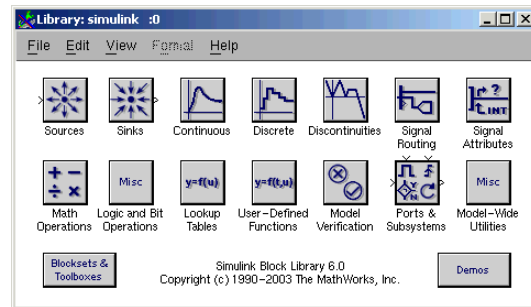 Library: simulink :0
File Edit View Format Help
? t.INT
Sources Sinks Continuous Discrete Discontinuities Signal Routing Signal Attributes
+ − ÷ × Misc y=f(u) y=f(t,u) Y N Misc
Math Operations Logic and Bit Operations Lookup Tables User-Defined Functions Model Verification Ports & Subsystems Model-Wide Utilities
Blocksets & Toolboxes
Simulink Block Library 6.0
Copyright (c) 1990-2003 The MathWorks, Inc.
Demos